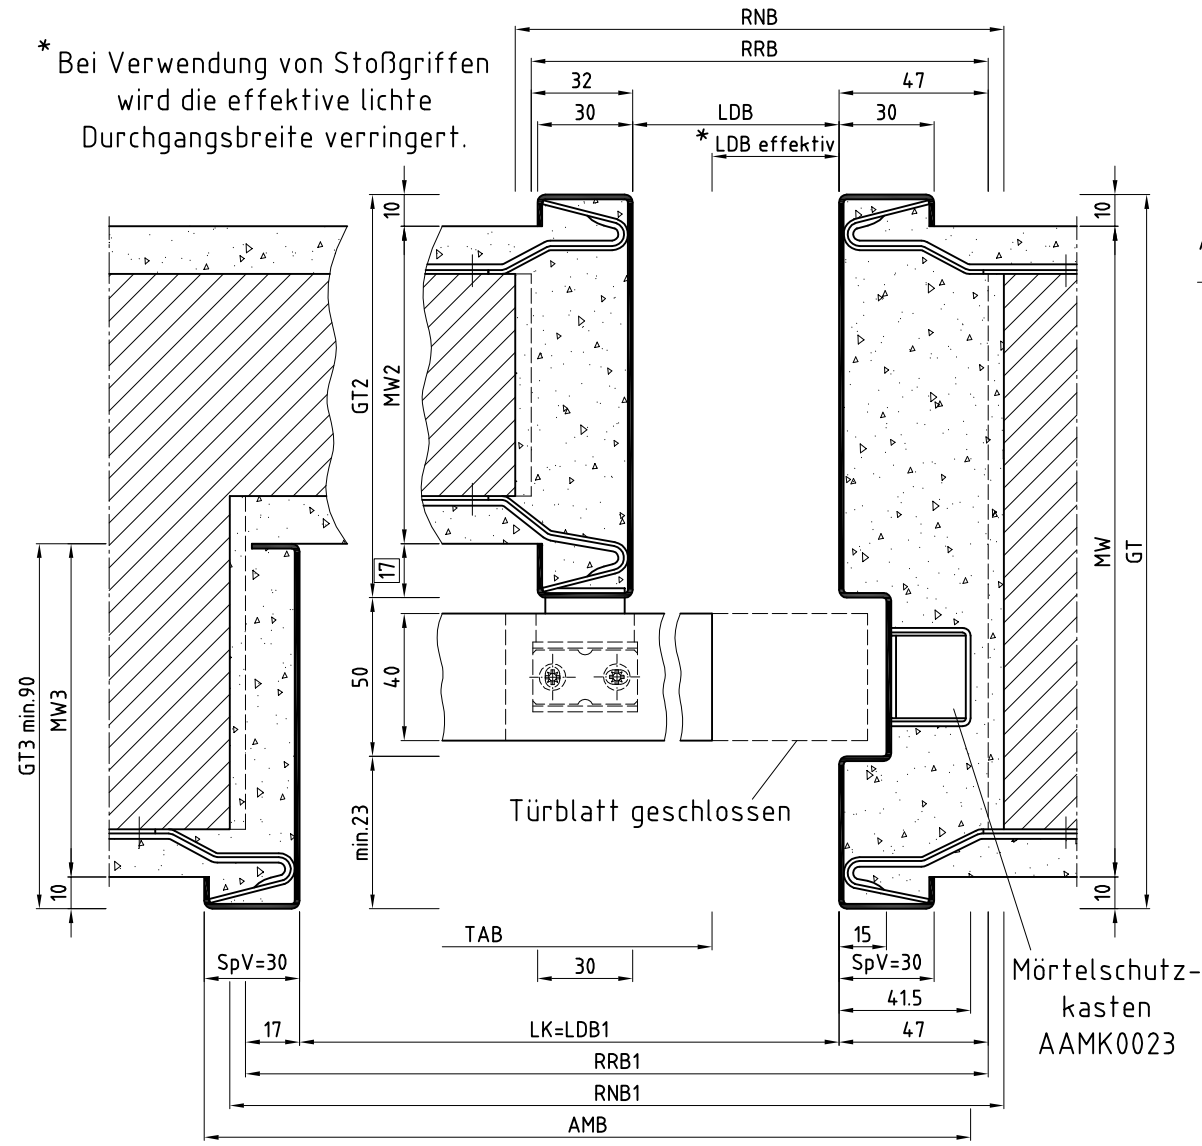 RNB
RRB
* Bei Verwendung von Stoßgriffen
wird die effektive lichte
Durchgangsbreite verringert.
32
47
30
LDB
30
* LDB effektiv
10
10
GT2
MW2
MW
GT
17
GT3 min.90
MW3
50
40
Türblatt geschlossen
min.23
10
10
TAB
15
SpV=30
30
SpV=30
41.5
Mörtelschutz-
kasten
AAMK0023
17
LK=LDB1
47
RRB1
RNB1
AMB